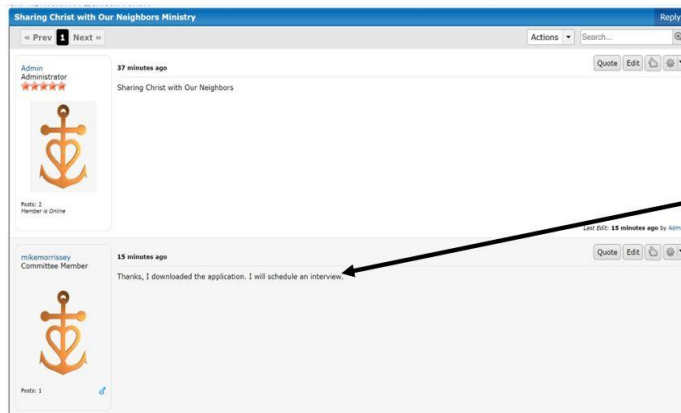 Sharing Christ with Our Neighbors Ministry
Reply
« Prev 1 Next »
Actions
Search...
Admin
Administrator
37 minutes ago
Quote Edit
Sharing Christ with Our Neighbors
Posts: 2
Member is Online
Last Edit: 15 minutes ago by Admin
mikemorrissey
Committee Member
15 minutes ago
Quote Edit
Thanks, I downloaded the application. I will schedule an interview.
Posts: 1